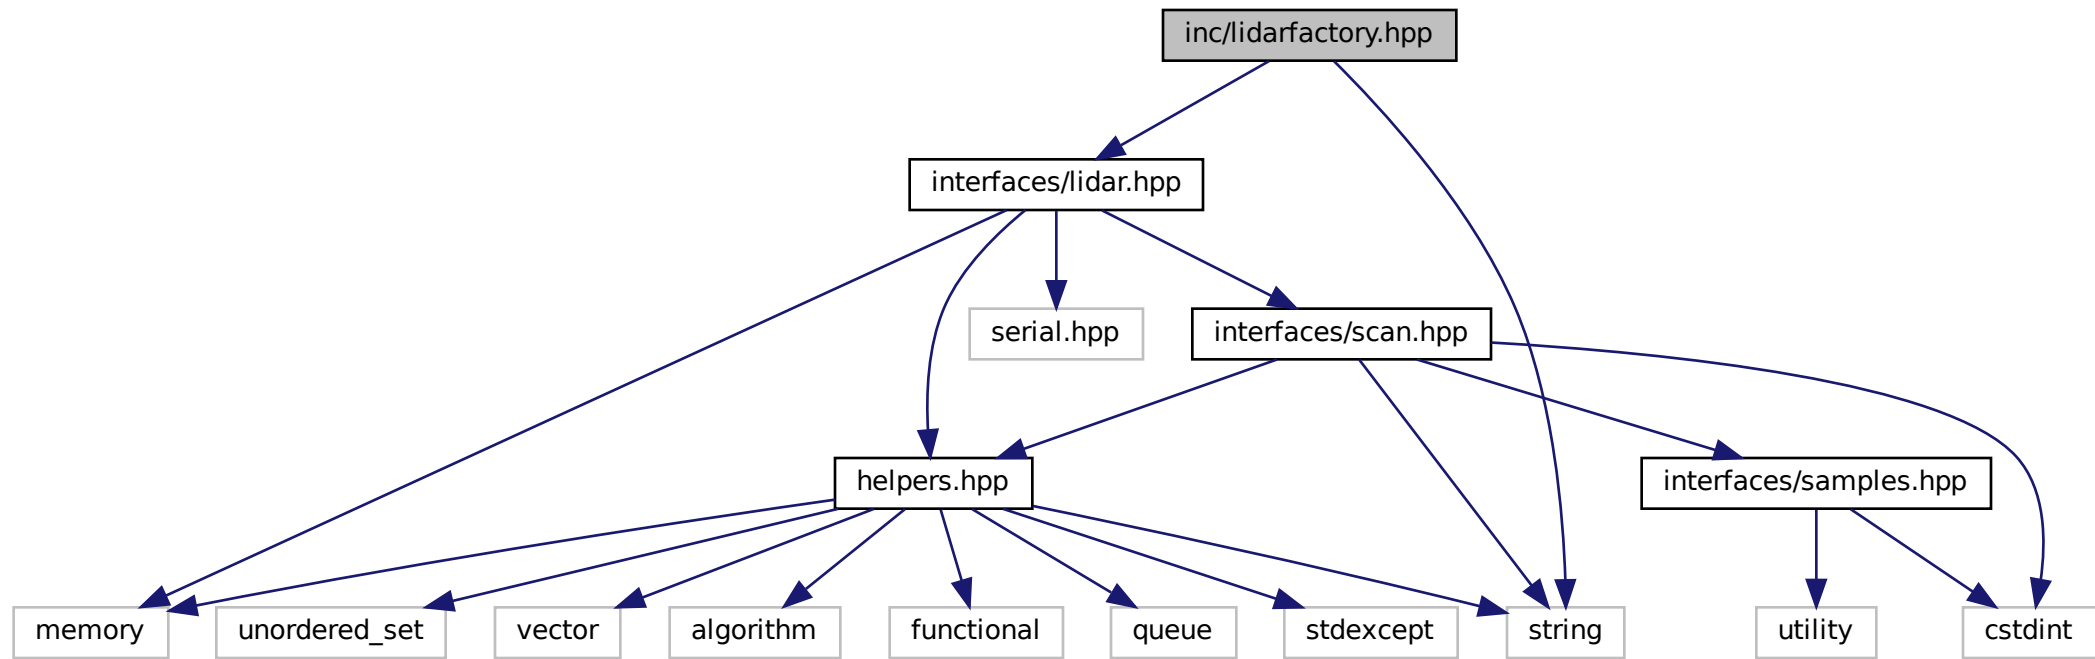 inc/lidarfactory.hpp
interfaces/lidar.hpp
serial.hpp
interfaces/scan.hpp
helpers.hpp
interfaces/samples.hpp
memory
unordered_set
vector
algorithm
functional
queue
stdexcept
string
utility
cstdint